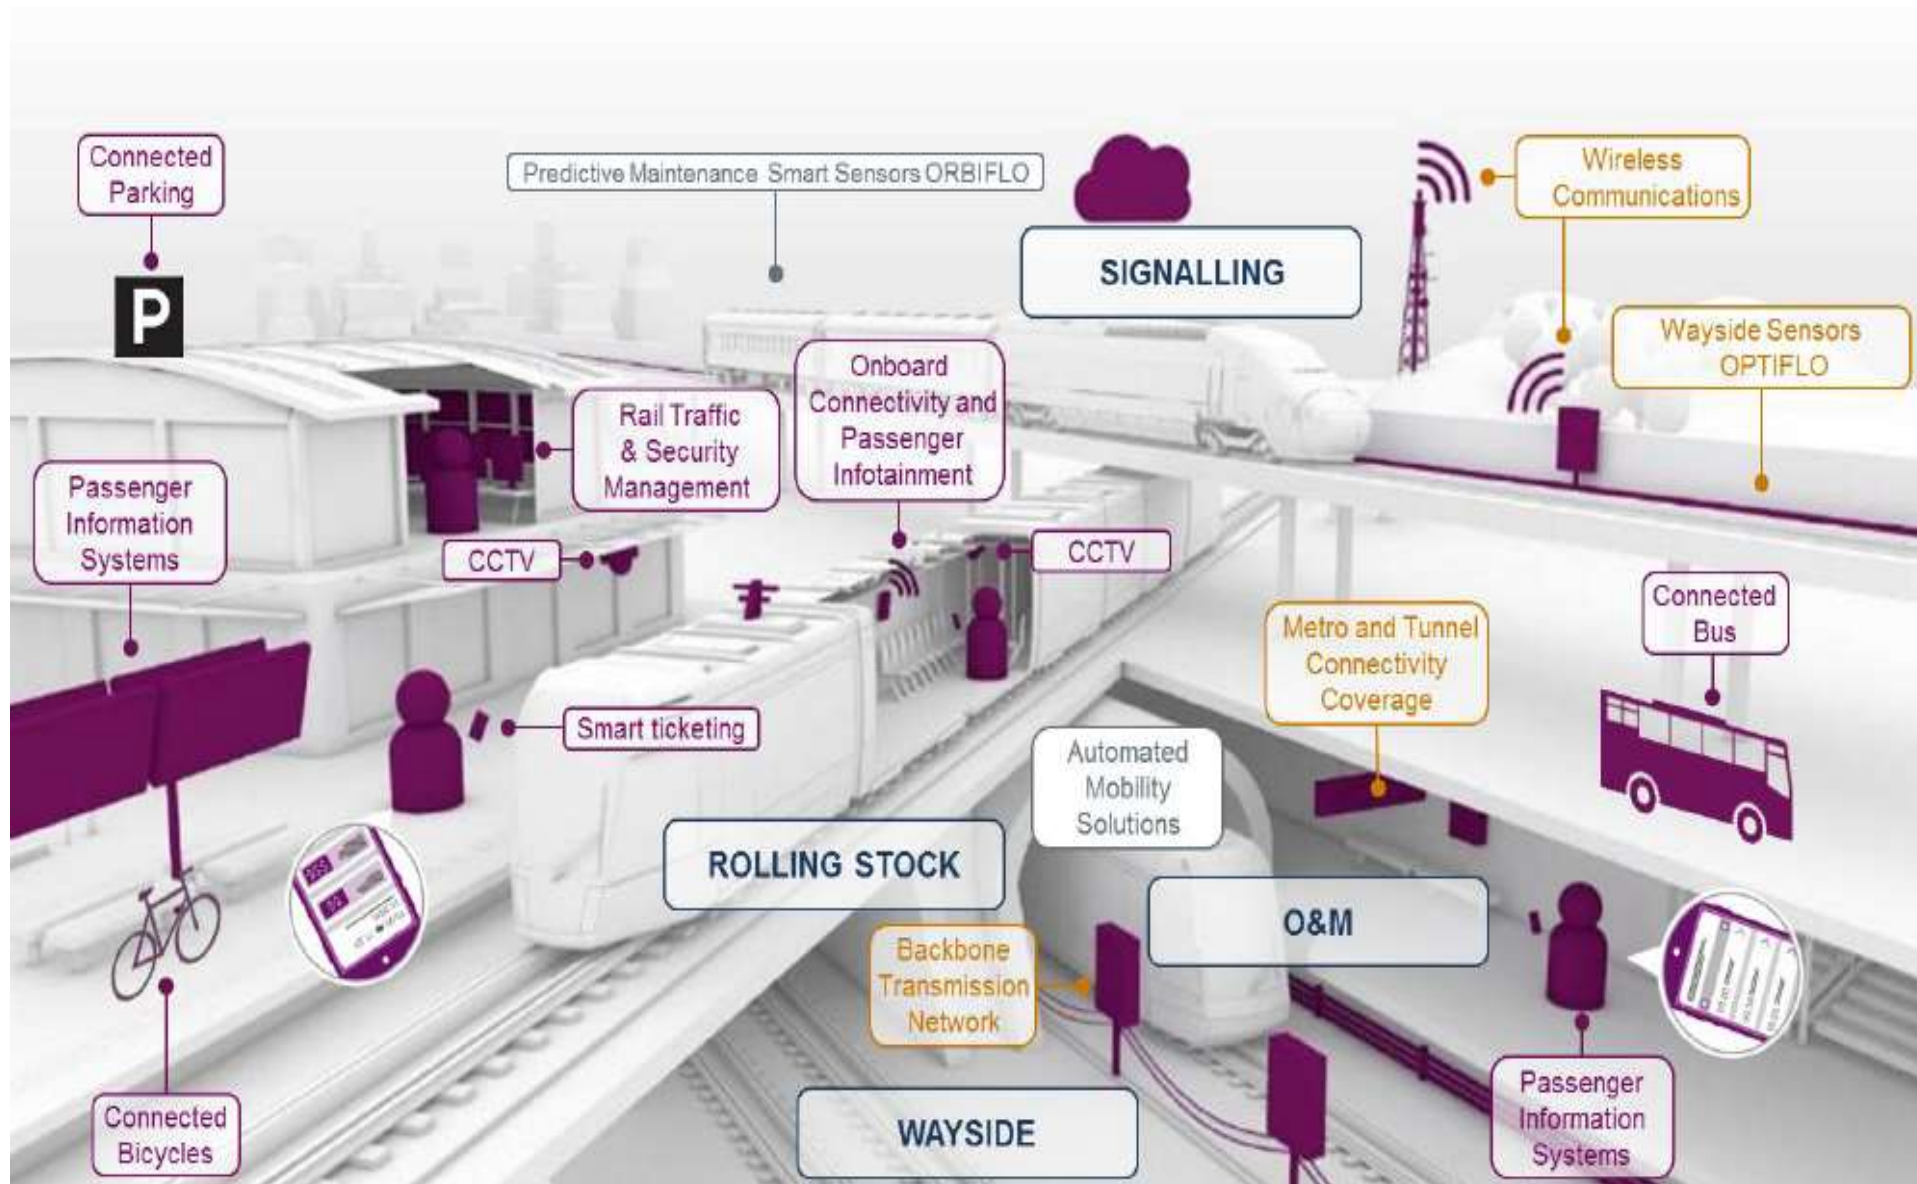 Connected
Parking
P
Predictive Maintenance Smart Sensors ORBIFLO
SIGNALLING
Wireless
Communications
Wayside Sensors
OPTIFLO
Onboard
Connectivity and
Passenger
Infotainment
Rail Traffic
& Security
Management
Passenger
Information
Systems
CCTV
CCTV
Connected
Bus
Metro and Tunnel
Connectivity
Coverage
Smart ticketing
Automated
Mobility
Solutions
ROLLING STOCK
O&M
Backbone
Transmission
Network
Connected
Bicycles
WAYSIDE
Passenger
Information
Systems